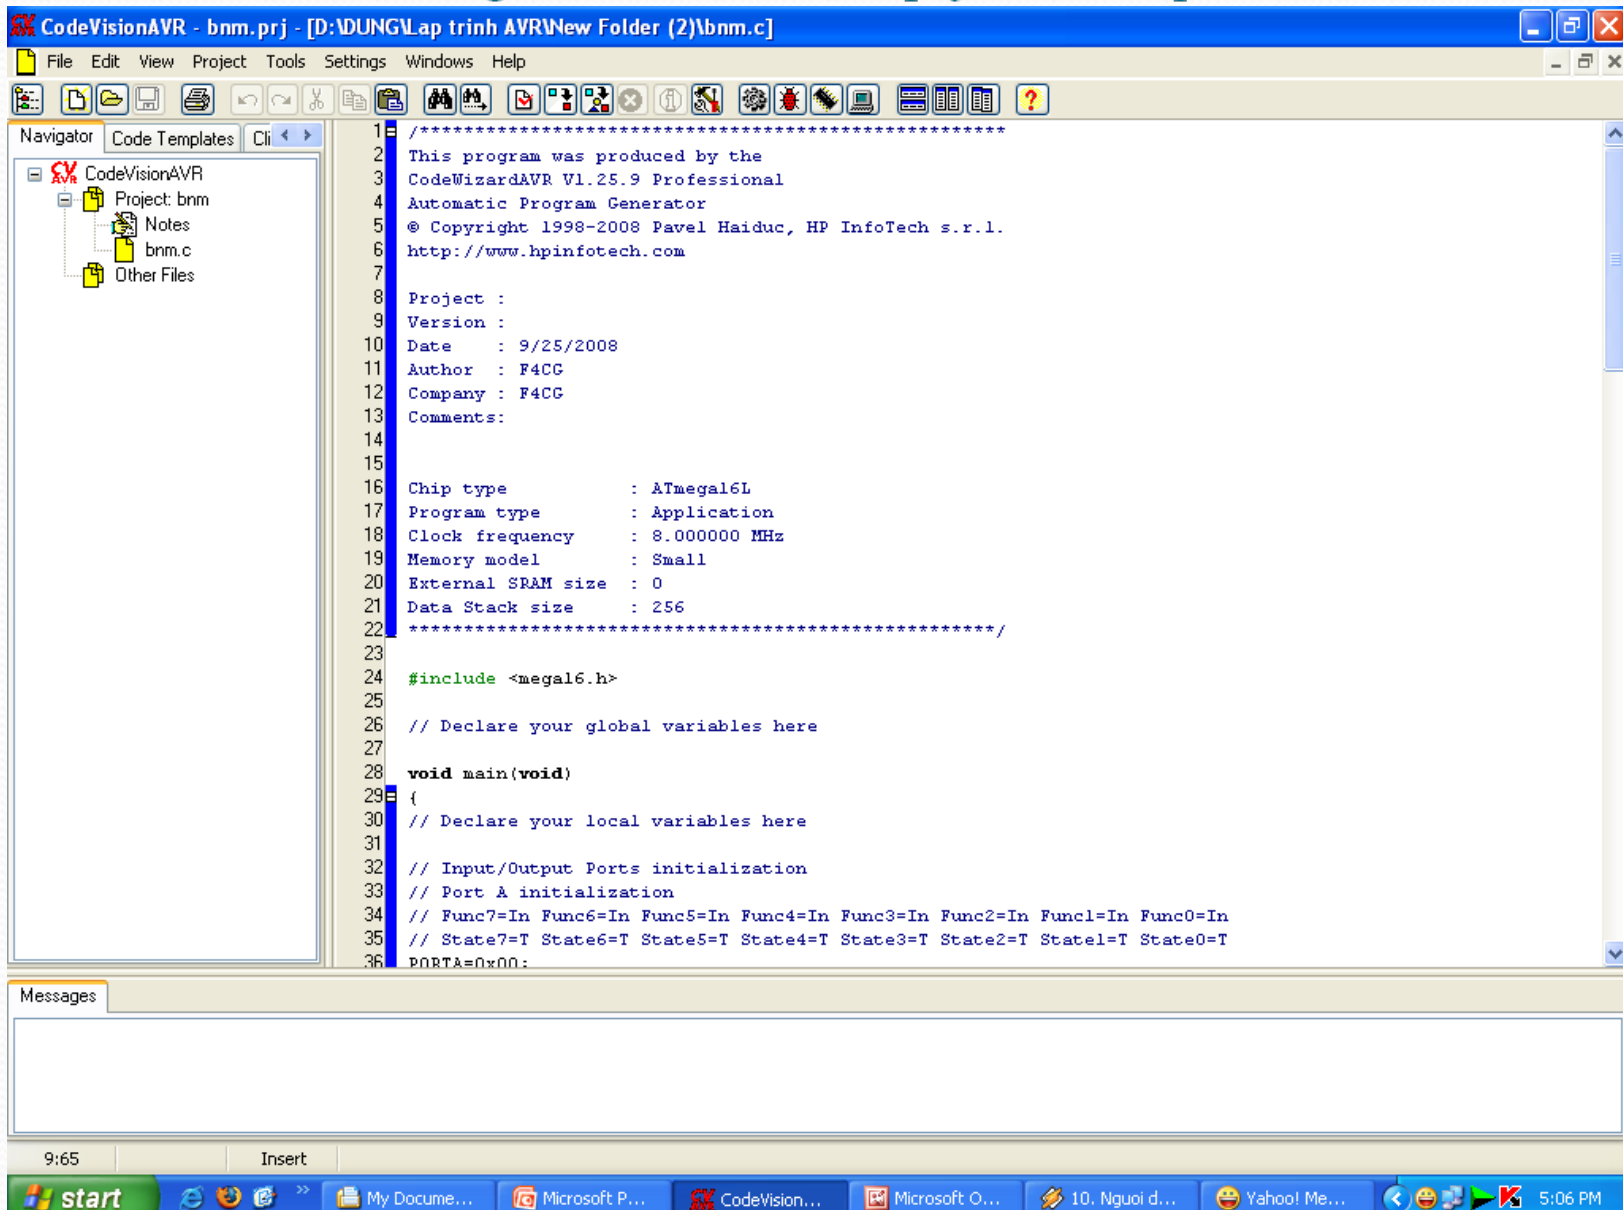 CodeVisionAVR - bnm.prj - [D:\DUNG\Lap trinh AVR\New Folder (2)\bnm.c]
File Edit View Project Tools Settings Windows Help
Navigator Code Templates Cli
CodeVisionAVR
Project: bnm
Notes
bnm.c
Other Files
1 /*****************************************************
2 This program was produced by the
3 CodeWizardAVR V1.25.9 Professional
4 Automatic Program Generator
5 © Copyright 1998-2008 Pavel Haiduc, HP InfoTech s.r.l.
6 http://www.hpinfotech.com
7
8 Project :
9 Version :
10 Date    : 9/25/2008
11 Author  : F4CG
12 Company : F4CG
13 Comments:
14
15
16 Chip type           : ATmega16L
17 Program type        : Application
18 Clock frequency     : 8.000000 MHz
19 Memory model        : Small
20 External SRAM size  : 0
21 Data Stack size     : 256
22 *****************************************************/
23
24 #include <mega16.h>
25
26 // Declare your global variables here
27
28 void main(void)
29 {
30 // Declare your local variables here
31
32 // Input/Output Ports initialization
33 // Port A initialization
34 // Func7=In Func6=In Func5=In Func4=In Func3=In Func2=In Func1=In Func0=In
35 // State7=T State6=T State5=T State4=T State3=T State2=T State1=T State0=T
36 PORTA=0x00;
Messages
9:65 Insert
start My Docume... Microsoft P... CodeVision... Microsoft O... 10. Nguoi d... Yahoo! Me... 5:06 PM